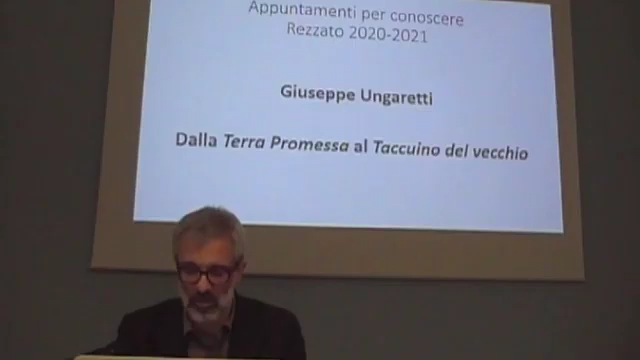 Appuntamenti per conoscere
Rezzato 2020-2021
Giuseppe Ungaretti
Dalla Terra Promessa al Taccuino del vecchio